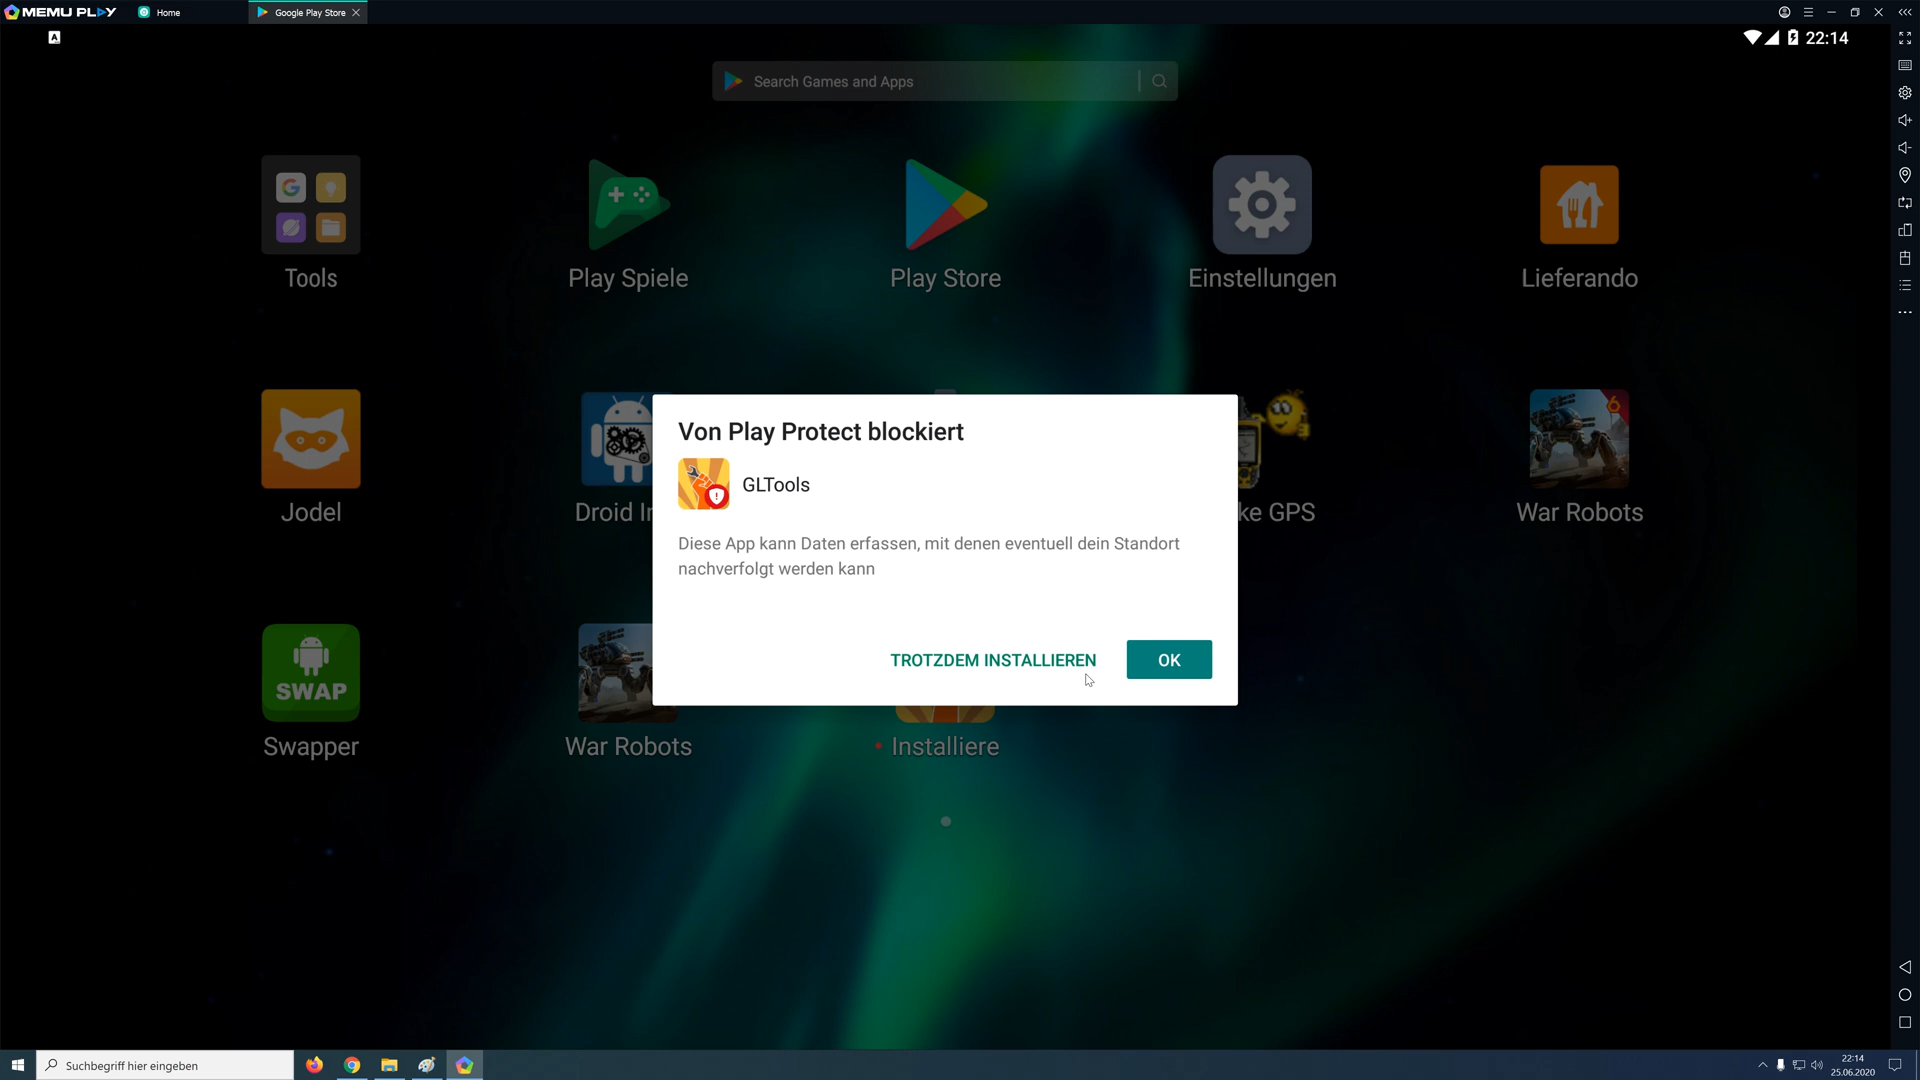 MEMU PLAY
Home
Google Play Store
A
22:14
Search Games and Apps
Tools
Play Spiele
Play Store
Einstellungen
Lieferando
Jodel
Droid In
ke GPS
War Robots
Von Play Protect blockiert
GLTools
Diese App kann Daten erfassen, mit denen eventuell dein Standort
nachverfolgt werden kann
TROTZDEM INSTALLIEREN
OK
SWAP
Swapper
War Robots
Installiere
Suchbegriff hier eingeben
22:14
25.06.2020